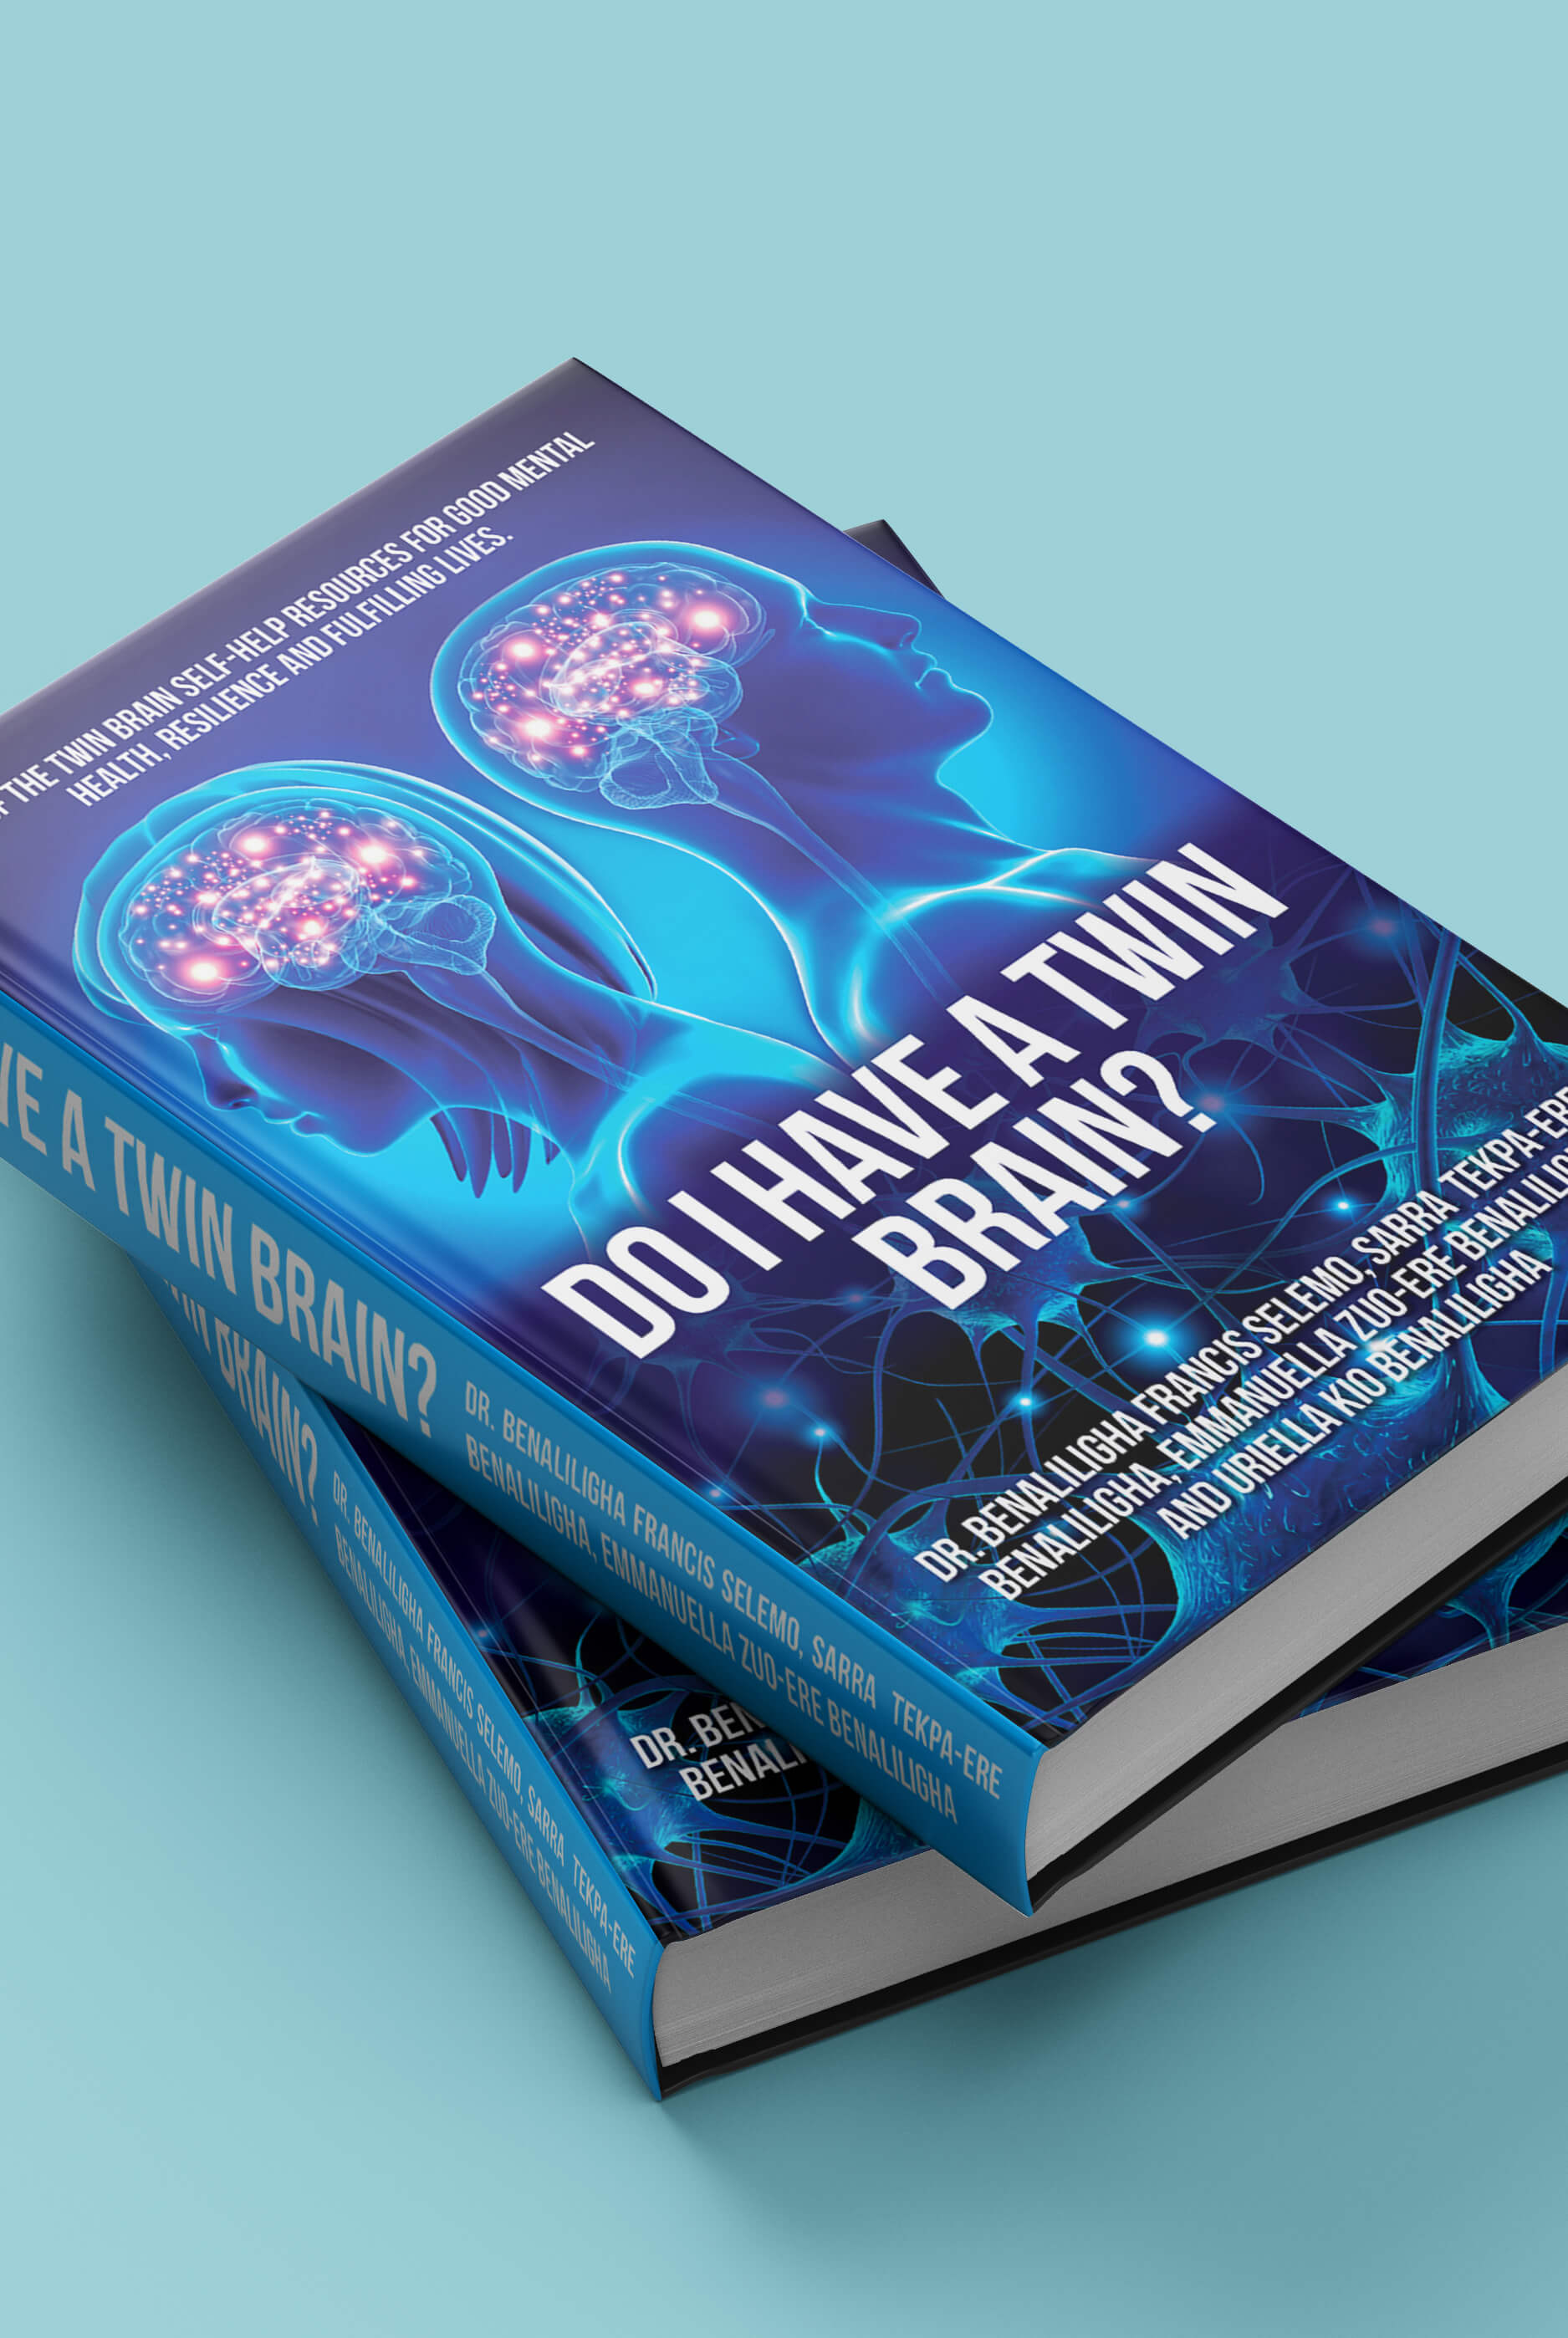 THE TWIN BRAIN SELF-HELP RESOURCES FOR GOOD MENTAL
HEALTH, RESILIENCE AND FULFILLING LIVES.
DO I HAVE A TWIN
BRAIN?
DR. BENALILIGHA FRANCIS SELEMO, SARRA TEKPA-ERE
BENALILIGHA, EMMANUELLA ZUO-ERE
AND URIELLA KIO BENALILIGHA
A TWIN BRAIN?
DR. BENALILIGHA FRANCIS SELEMO, SARRA TEKPA-ERE
BENALILIGHA, EMMANUELLA ZUO-ERE BENALILIGHA
BRAIN?
DR. BENALILIGHA FRANCIS SELEMO, SARRA TEKPA-ERE
BENALILIGHA, EMMANUELLA ZUO-ERE BENALILIGHA
DR.